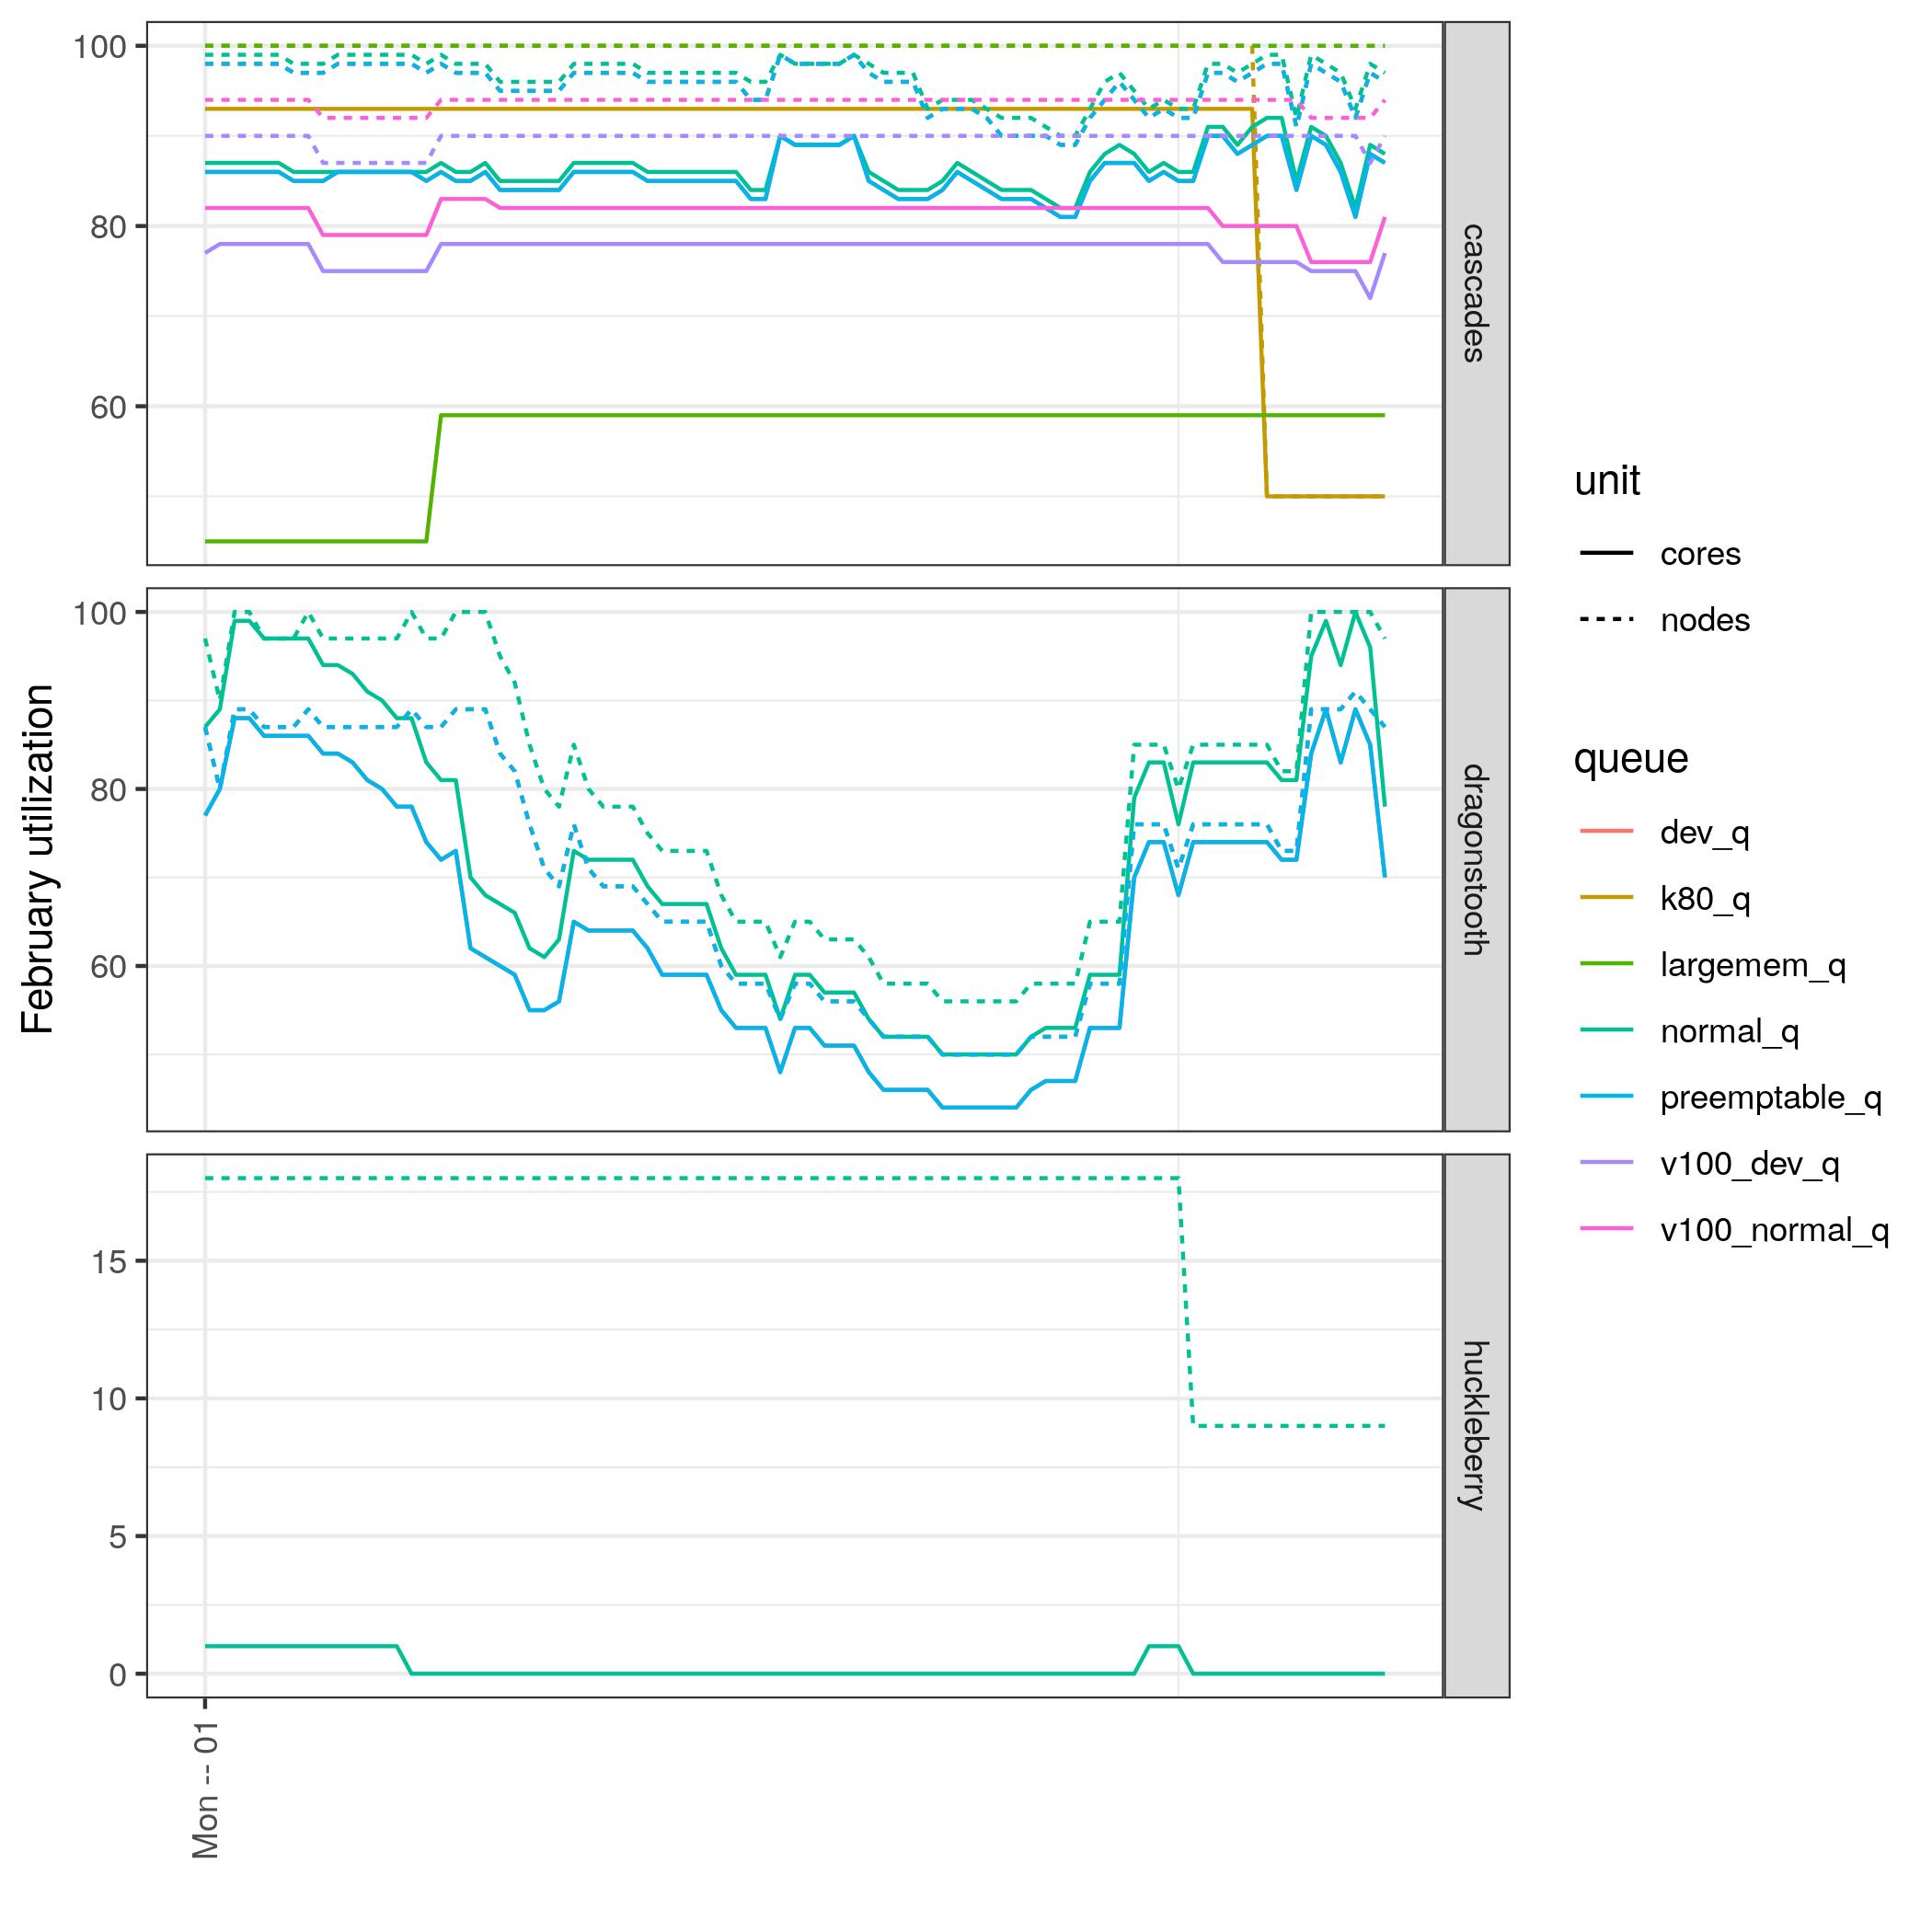 February utilization
100
80
60
cascades
100
80
60
dragonstooth
15
10
5
0
huckleberry
Mon -- 01
unit
cores
nodes
queue
dev_q
k80_q
largemem_q
normal_q
preemptable_q
v100_dev_q
v100_normal_q